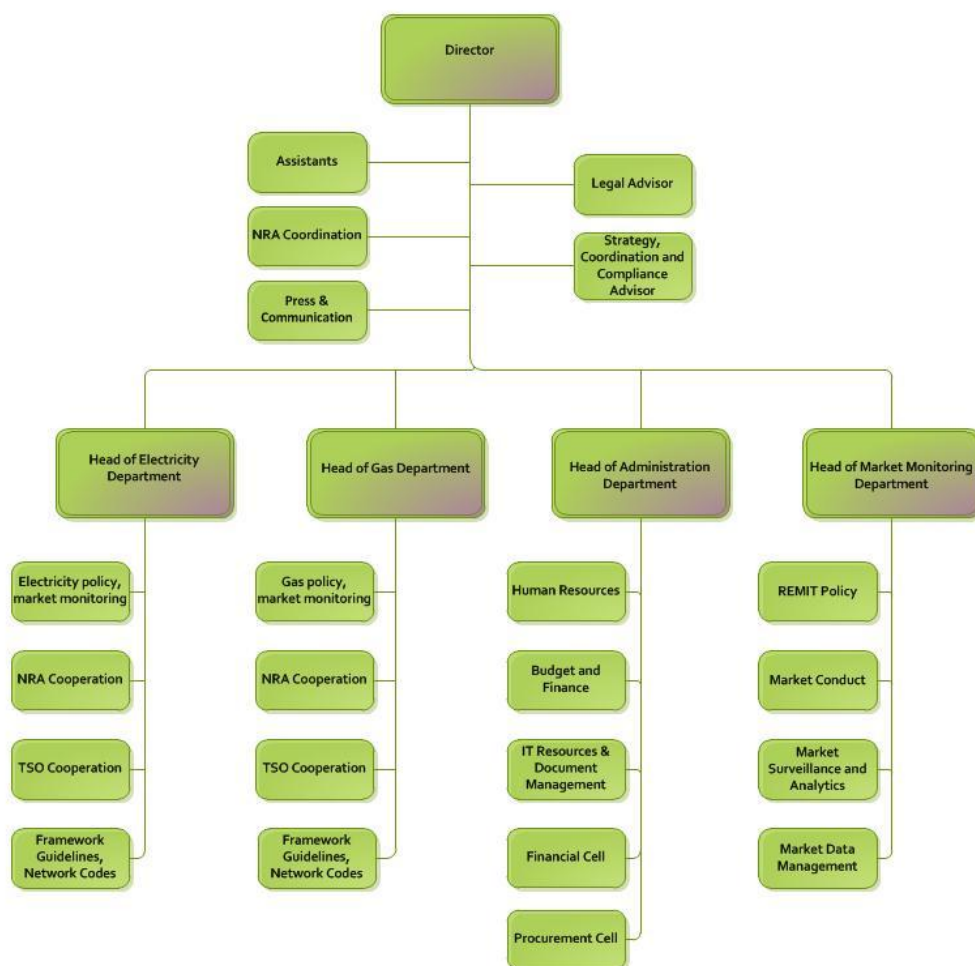 Director
Assistants
Legal Advisor
NRA Coordination
Strategy,
Coordination and
Compliance
Advisor
Press &
Communication
Head of Electricity
Department
Head of Gas Department
Head of Administration
Department
Head of Market Monitoring
Department
Electricity policy,
market monitoring
Gas policy,
market monitoring
Human Resources
REMIT Policy
NRA Cooperation
NRA Cooperation
Budget and
Finance
Market Conduct
TSO Cooperation
TSO Cooperation
IT Resources &
Document
Management
Market
Surveillance and
Analytics
Framework
Guidelines,
Network Codes
Framework
Guidelines,
Network Codes
Financial Cell
Market Data
Management
Procurement Cell